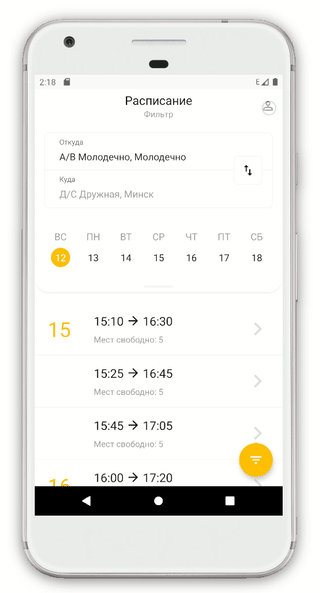 2:18 E
Расписание
Фильтр
Откуда
А/В Молодечно, Молодечно
Куда
Д/С Дружная, Минск
ВС ПН ВТ СР ЧТ ПТ СБ
12 13 14 15 16 17 18
15 15:10 → 16:30
Мест свободно: 5
15:25 → 16:45
Мест свободно: 5
15:45 → 17:05
Мест свободно: 5
16 16:00 → 17:20